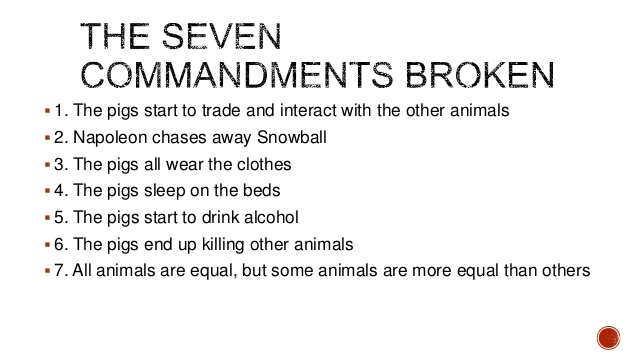 THE SEVEN
COMMANDMENTS BROKEN
▪ 1. The pigs start to trade and interact with the other animals
▪ 2. Napoleon chases away Snowball
▪ 3. The pigs all wear the clothes
▪ 4. The pigs sleep on the beds
▪ 5. The pigs start to drink alcohol
▪ 6. The pigs end up killing other animals
▪ 7. All animals are equal, but some animals are more equal than others